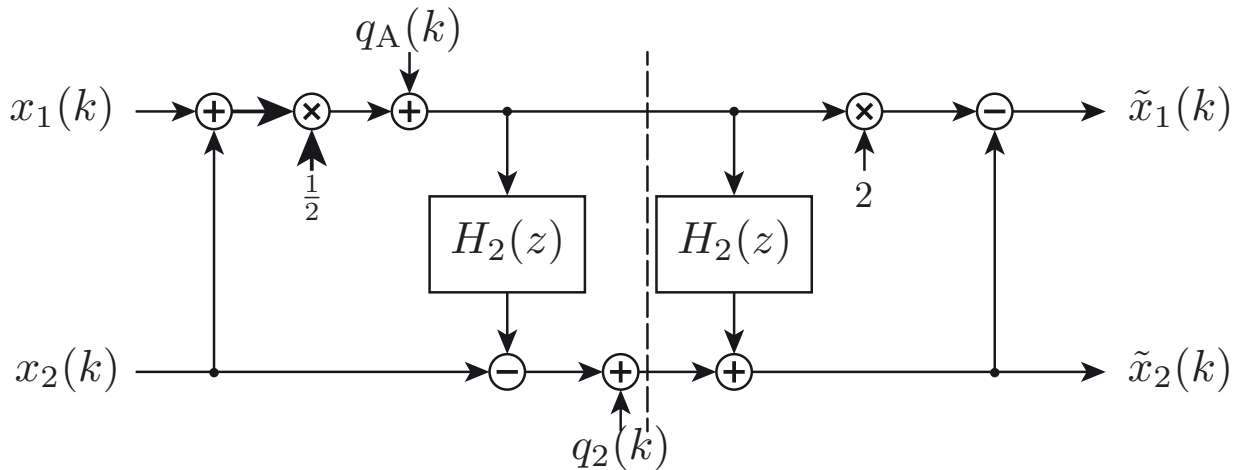 q_A(k)
x_1(k)
x̃_1(k)
1/2
2
H_2(z)
H_2(z)
x_2(k)
x̃_2(k)
q_2(k)